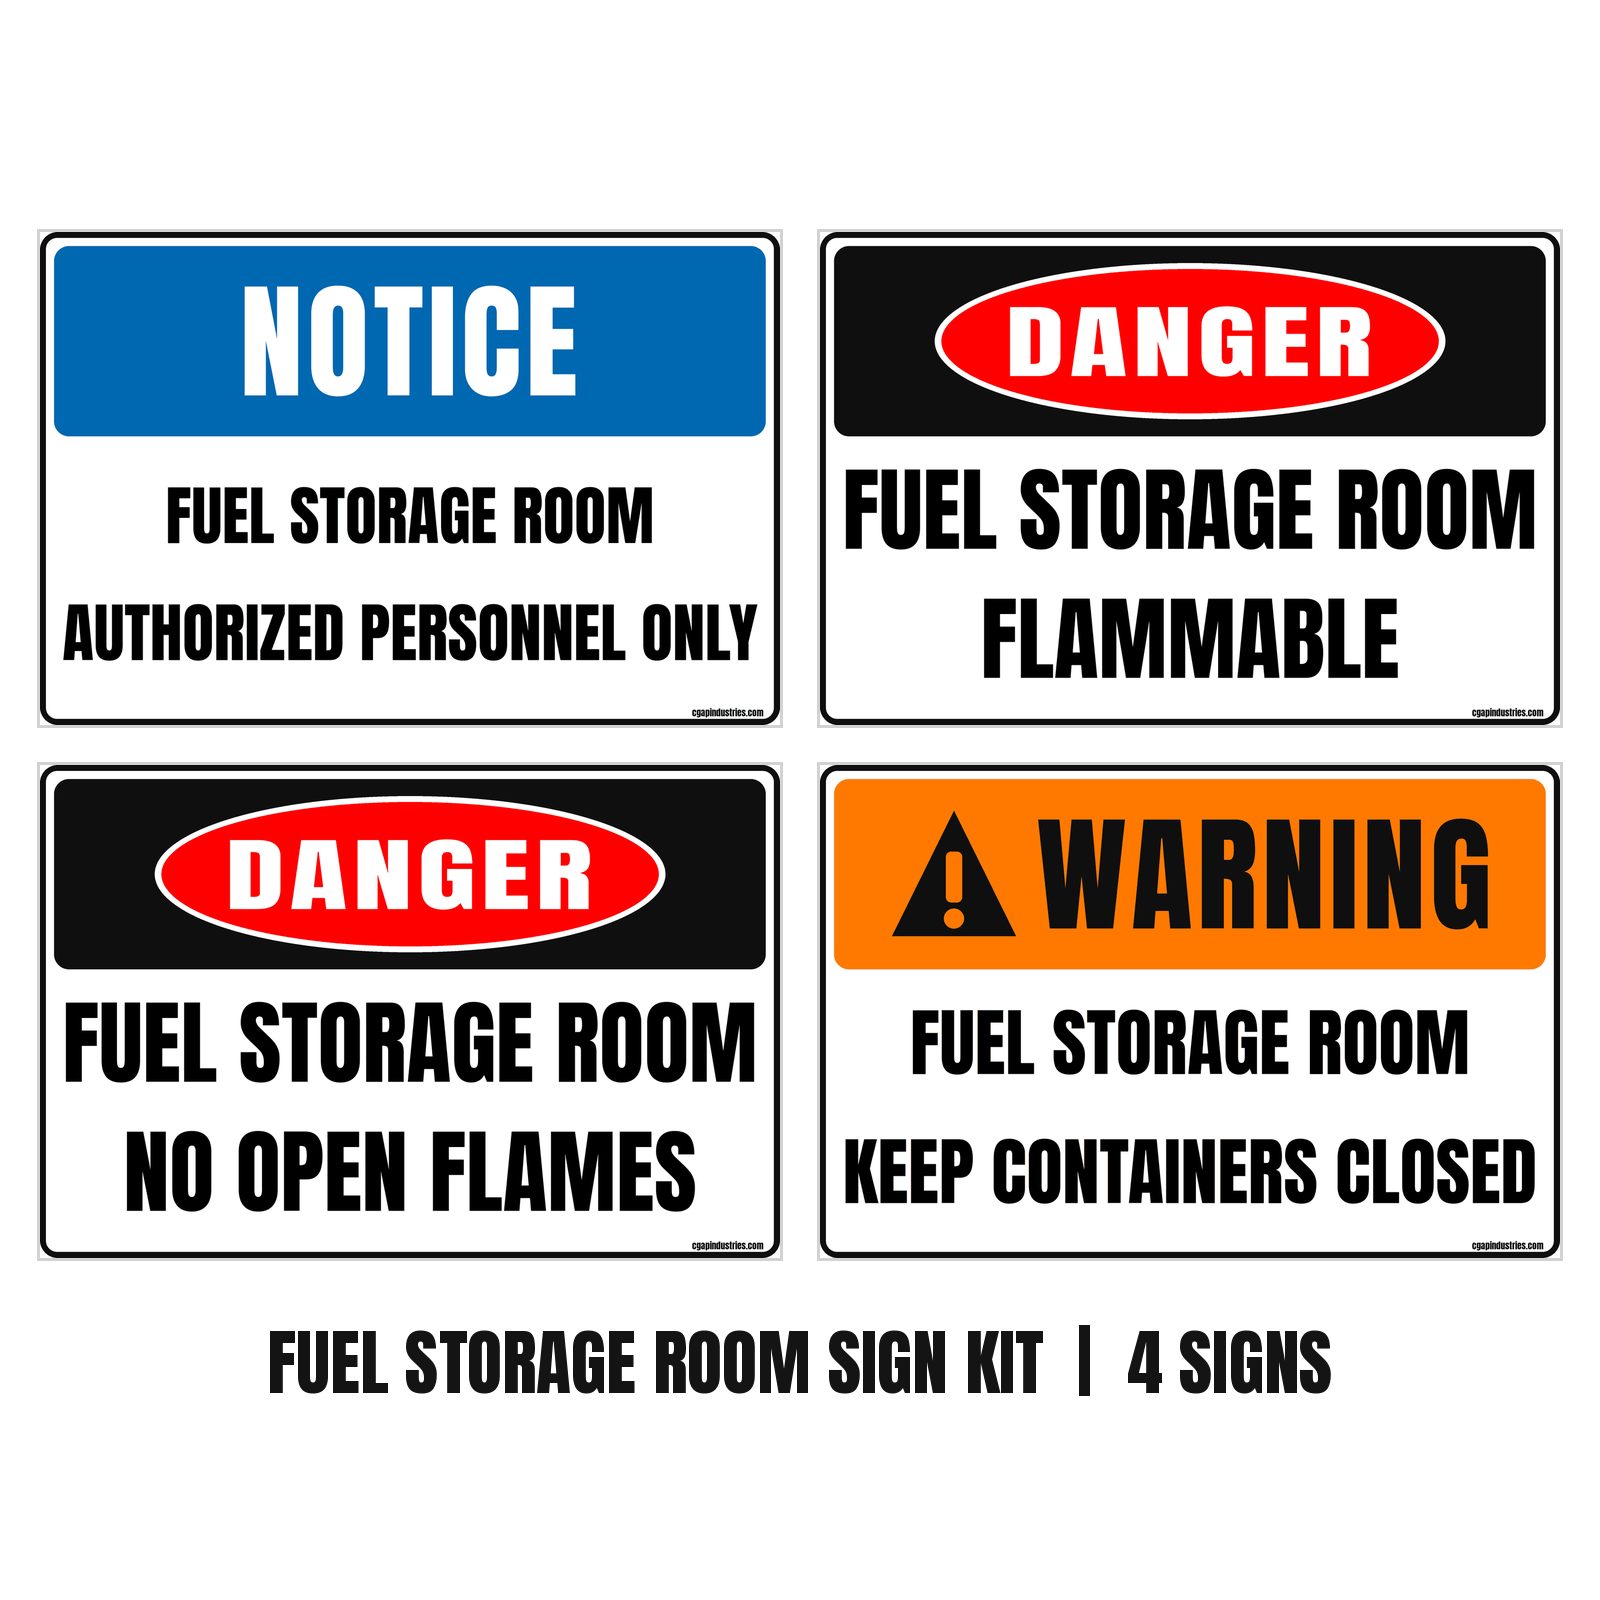 NOTICE
FUEL STORAGE ROOM
AUTHORIZED PERSONNEL ONLY
cgapindustries.com
DANGER
FUEL STORAGE ROOM
FLAMMABLE
cgapindustries.com
DANGER
FUEL STORAGE ROOM
NO OPEN FLAMES
cgapindustries.com
WARNING
FUEL STORAGE ROOM
KEEP CONTAINERS CLOSED
cgapindustries.com
FUEL STORAGE ROOM SIGN KIT | 4 SIGNS